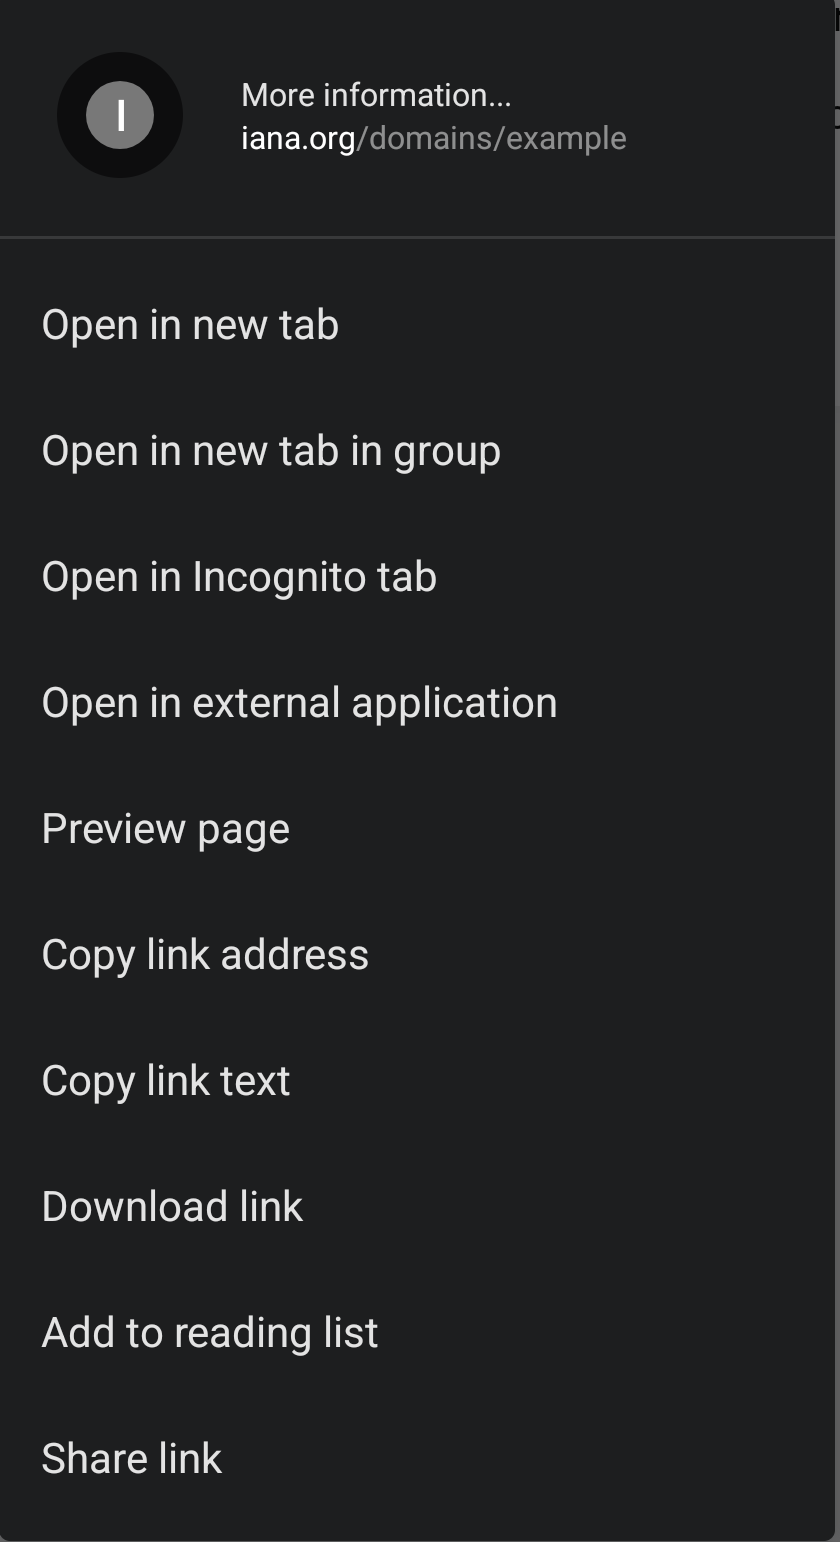 I
More information...
iana.org/domains/example
Open in new tab
Open in new tab in group
Open in Incognito tab
Open in external application
Preview page
Copy link address
Copy link text
Download link
Add to reading list
Share link